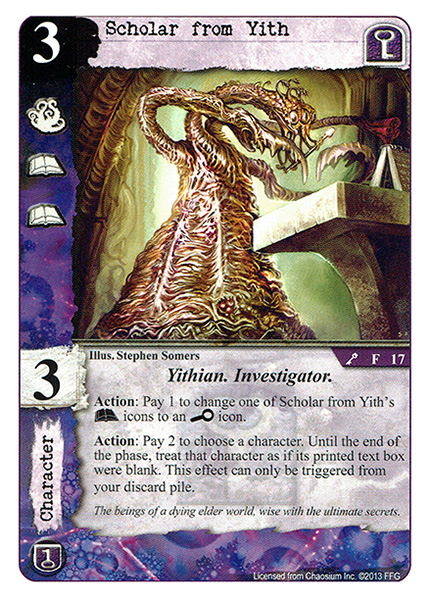 3
Scholar from Yith
Illus. Stephen Somers
F 17
3
Yithian. Investigator.
Action: Pay 1 to change one of Scholar from Yith's
icons to an icon.
Action: Pay 2 to choose a character. Until the end of
the phase, treat that character as if its printed text box
were blank. This effect can only be triggered from
your discard pile.
The beings of a dying elder world, wise with the ultimate secrets.
Character
1
Licensed from Chaosium Inc. ©2013 FFG